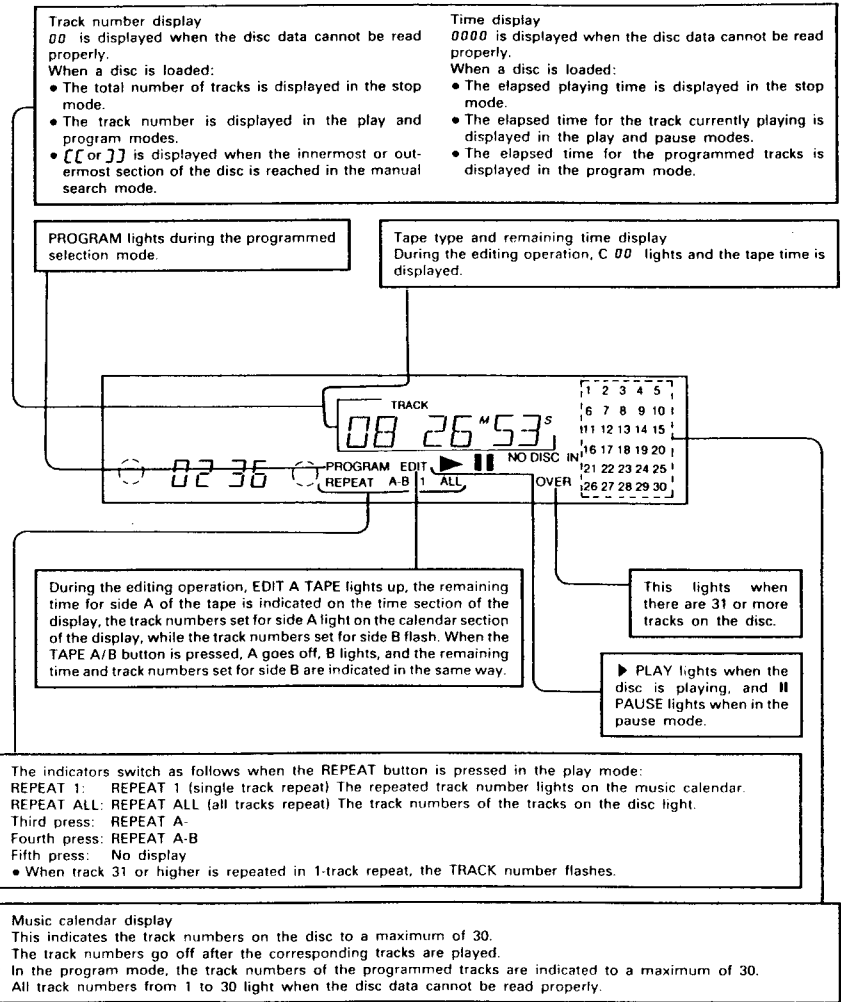 Track number display
00 is displayed when the disc data cannot be read
properly.
When a disc is loaded:
• The total number of tracks is displayed in the stop
mode.
• The track number is displayed in the play and
program modes.
• [[ or ]] is displayed when the innermost or out-
ermost section of the disc is reached in the manual
search mode.
Time display
0000 is displayed when the disc data cannot be read
properly.
When a disc is loaded:
• The elapsed playing time is displayed in the stop
mode.
• The elapsed time for the track currently playing is
displayed in the play and pause modes.
• The elapsed time for the programmed tracks is
displayed in the program mode.
PROGRAM lights during the programmed
selection mode.
Tape type and remaining time display
During the editing operation, C 00 lights and the tape time is
displayed.
TRACK
08 26 M 53 S
NO DISC IN
02 36
PROGRAM EDIT ▶ ▮▮
REPEAT A-B 1 ALL
OVER
1 2 3 4 5
6 7 8 9 10
11 12 13 14 15
16 17 18 19 20
21 22 23 24 25
26 27 28 29 30
During the editing operation, EDIT A TAPE lights up, the remaining
time for side A of the tape is indicated on the time section of the
display, the track numbers set for side A light on the calendar section
of the display, while the track numbers set for side B flash. When the
TAPE A/B button is pressed, A goes off, B lights, and the remaining
time and track numbers set for side B are indicated in the same way.
This lights when
there are 31 or more
tracks on the disc.
▶ PLAY lights when the
disc is playing, and ▮▮
PAUSE lights when in the
pause mode.
The indicators switch as follows when the REPEAT button is pressed in the play mode:
REPEAT 1: REPEAT 1 (single track repeat) The repeated track number lights on the music calendar.
REPEAT ALL: REPEAT ALL (all tracks repeat) The track numbers of the tracks on the disc light.
Third press: REPEAT A-
Fourth press: REPEAT A-B
Fifth press: No display
• When track 31 or higher is repeated in 1-track repeat, the TRACK number flashes.
Music calendar display
This indicates the track numbers on the disc to a maximum of 30.
The track numbers go off after the corresponding tracks are played.
In the program mode, the track numbers of the programmed tracks are indicated to a maximum of 30.
All track numbers from 1 to 30 light when the disc data cannot be read properly.